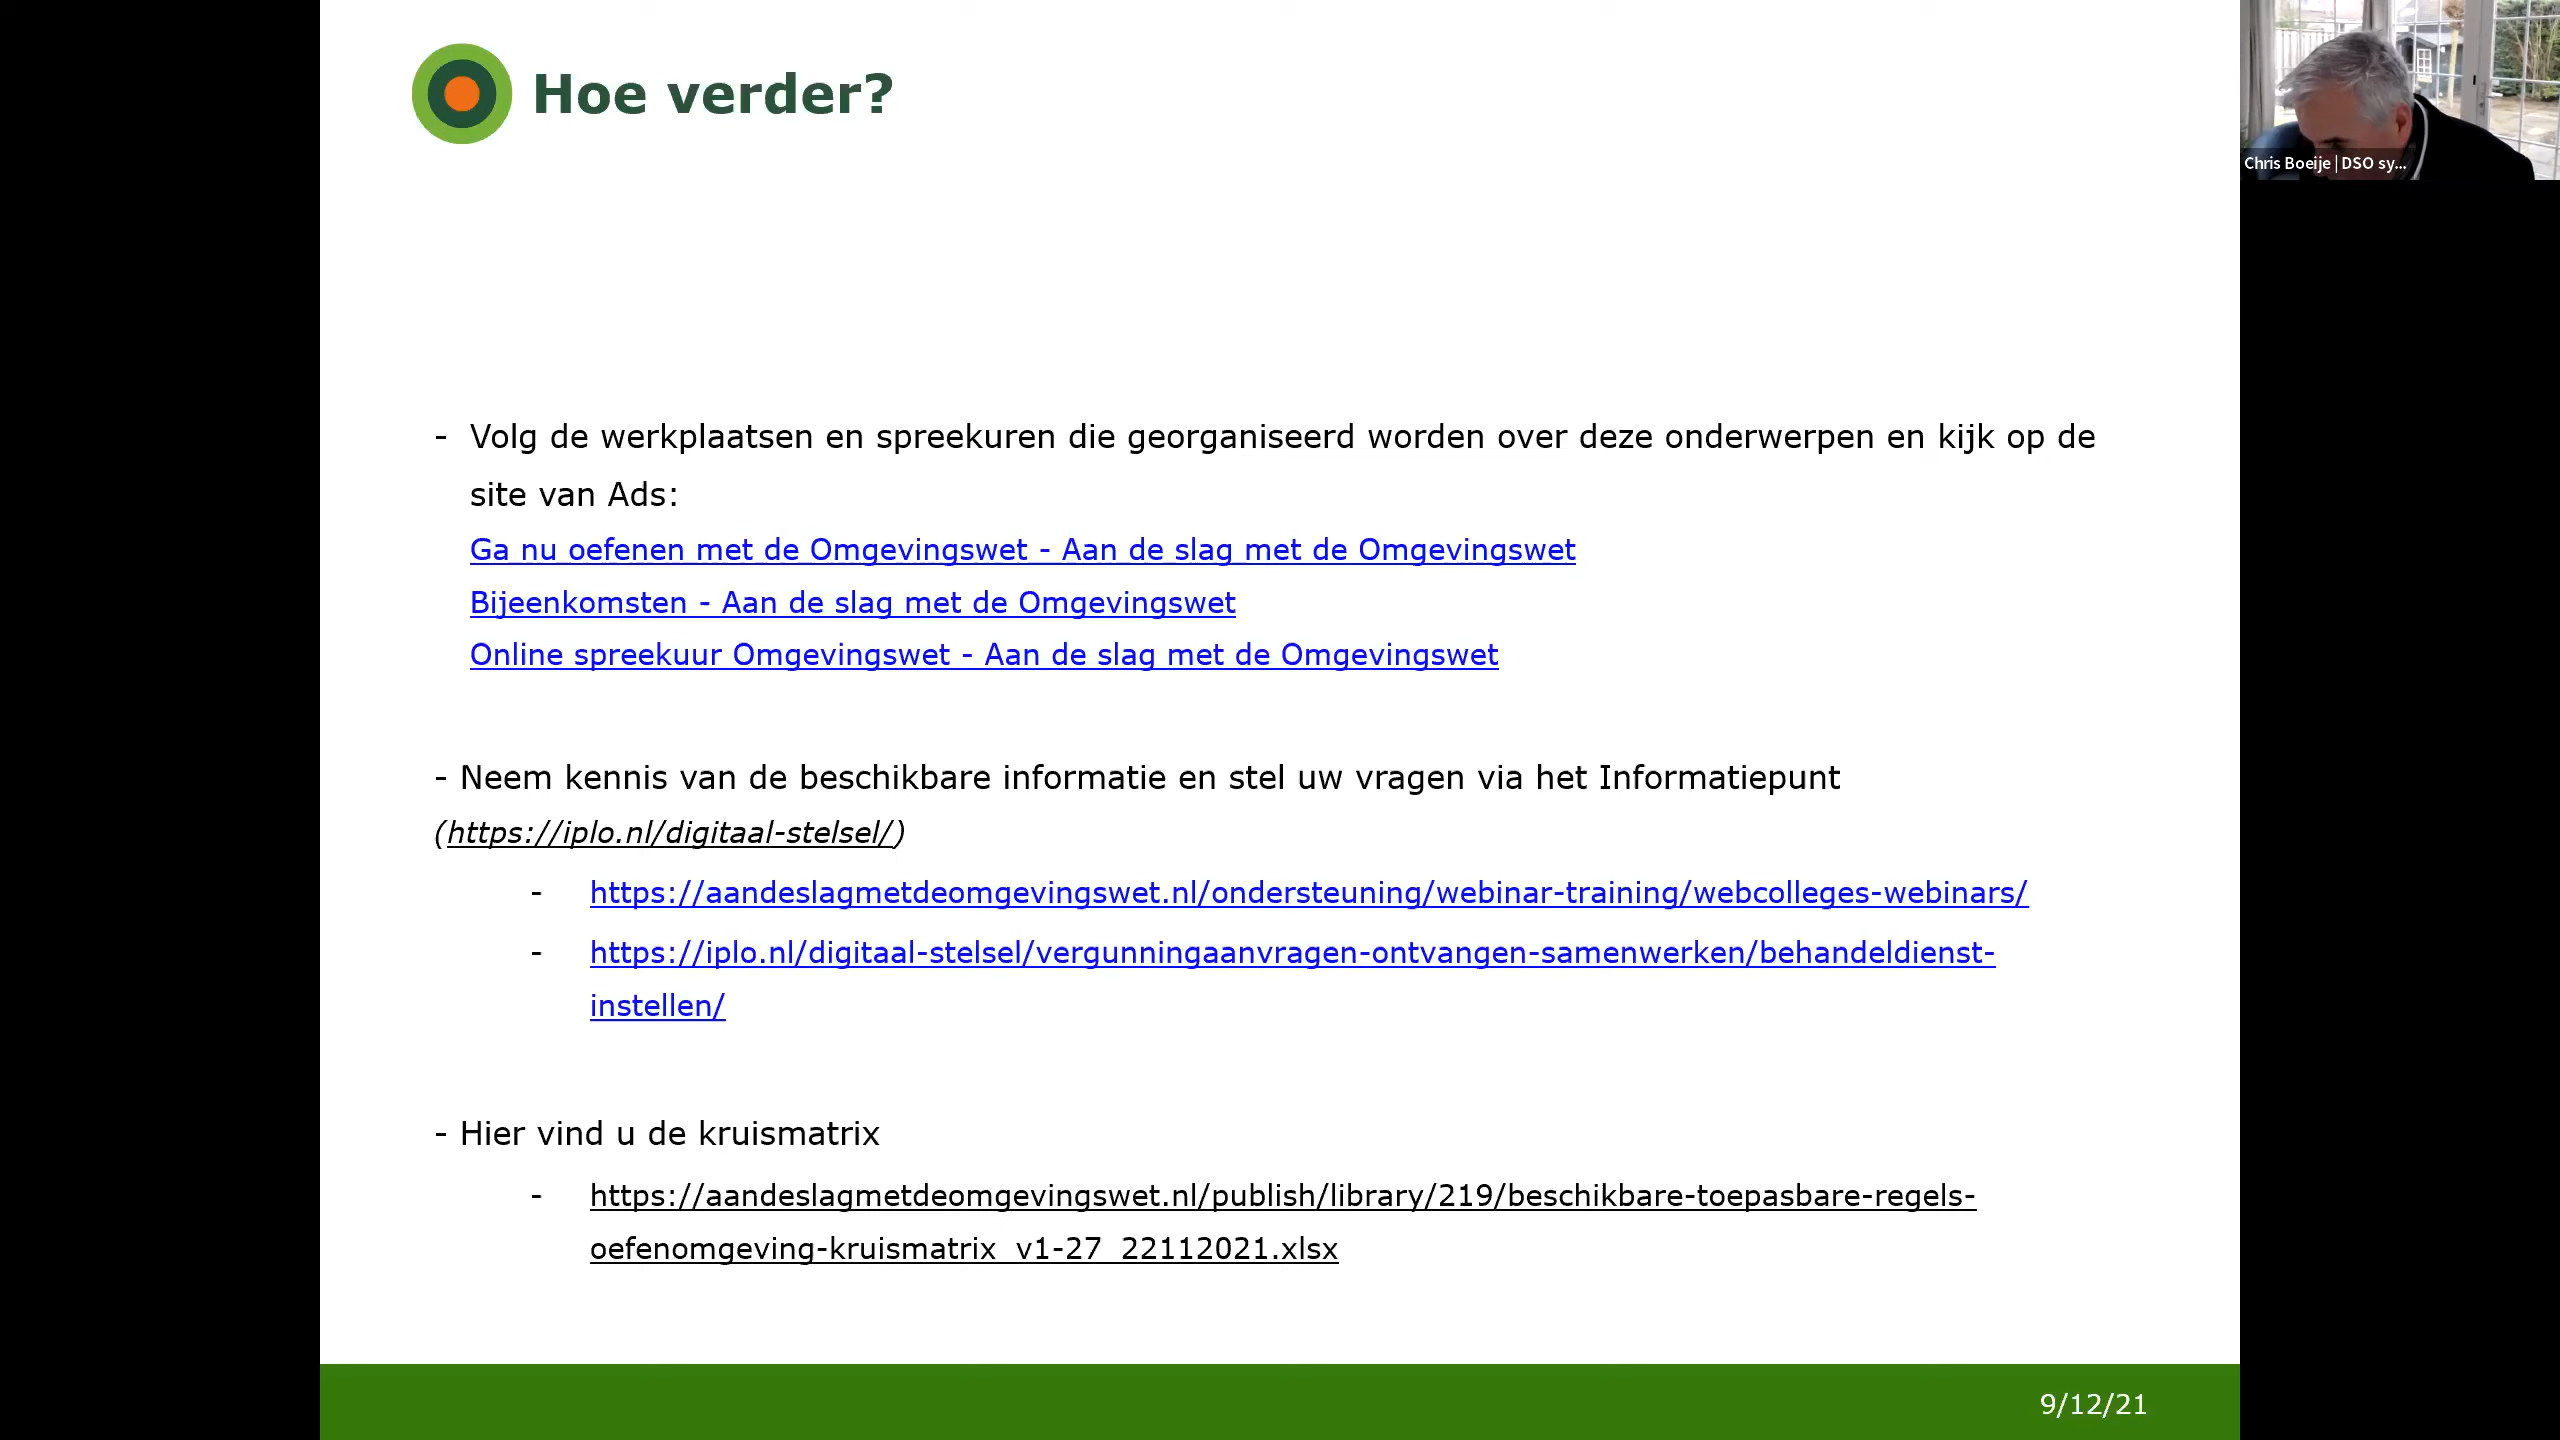 Hoe verder?
Chris Boeije | DSO sy...
- Volg de werkplaatsen en spreekuren die georganiseerd worden over deze onderwerpen en kijk op de
site van Ads:
Ga nu oefenen met de Omgevingswet - Aan de slag met de Omgevingswet
Bijeenkomsten - Aan de slag met de Omgevingswet
Online spreekuur Omgevingswet - Aan de slag met de Omgevingswet
- Neem kennis van de beschikbare informatie en stel uw vragen via het Informatiepunt
(https://iplo.nl/digitaal-stelsel/)
- https://aandeslagmetdeomgevingswet.nl/ondersteuning/webinar-training/webcolleges-webinars/
- https://iplo.nl/digitaal-stelsel/vergunningaanvragen-ontvangen-samenwerken/behandeldienst-
instellen/
- Hier vind u de kruismatrix
- https://aandeslagmetdeomgevingswet.nl/publish/library/219/beschikbare-toepasbare-regels-
oefenomgeving-kruismatrix_v1-27_22112021.xlsx
9/12/21